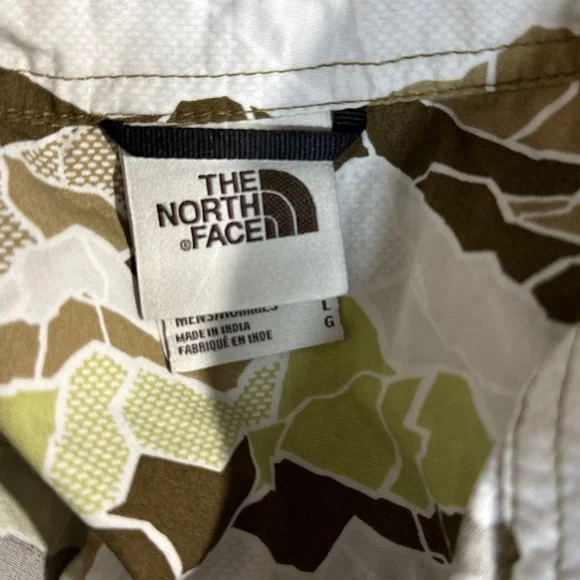 THE
NORTH
®FACE
MENS/HOMMES L
MADE IN INDIA G
FABRIQUÉ EN INDE